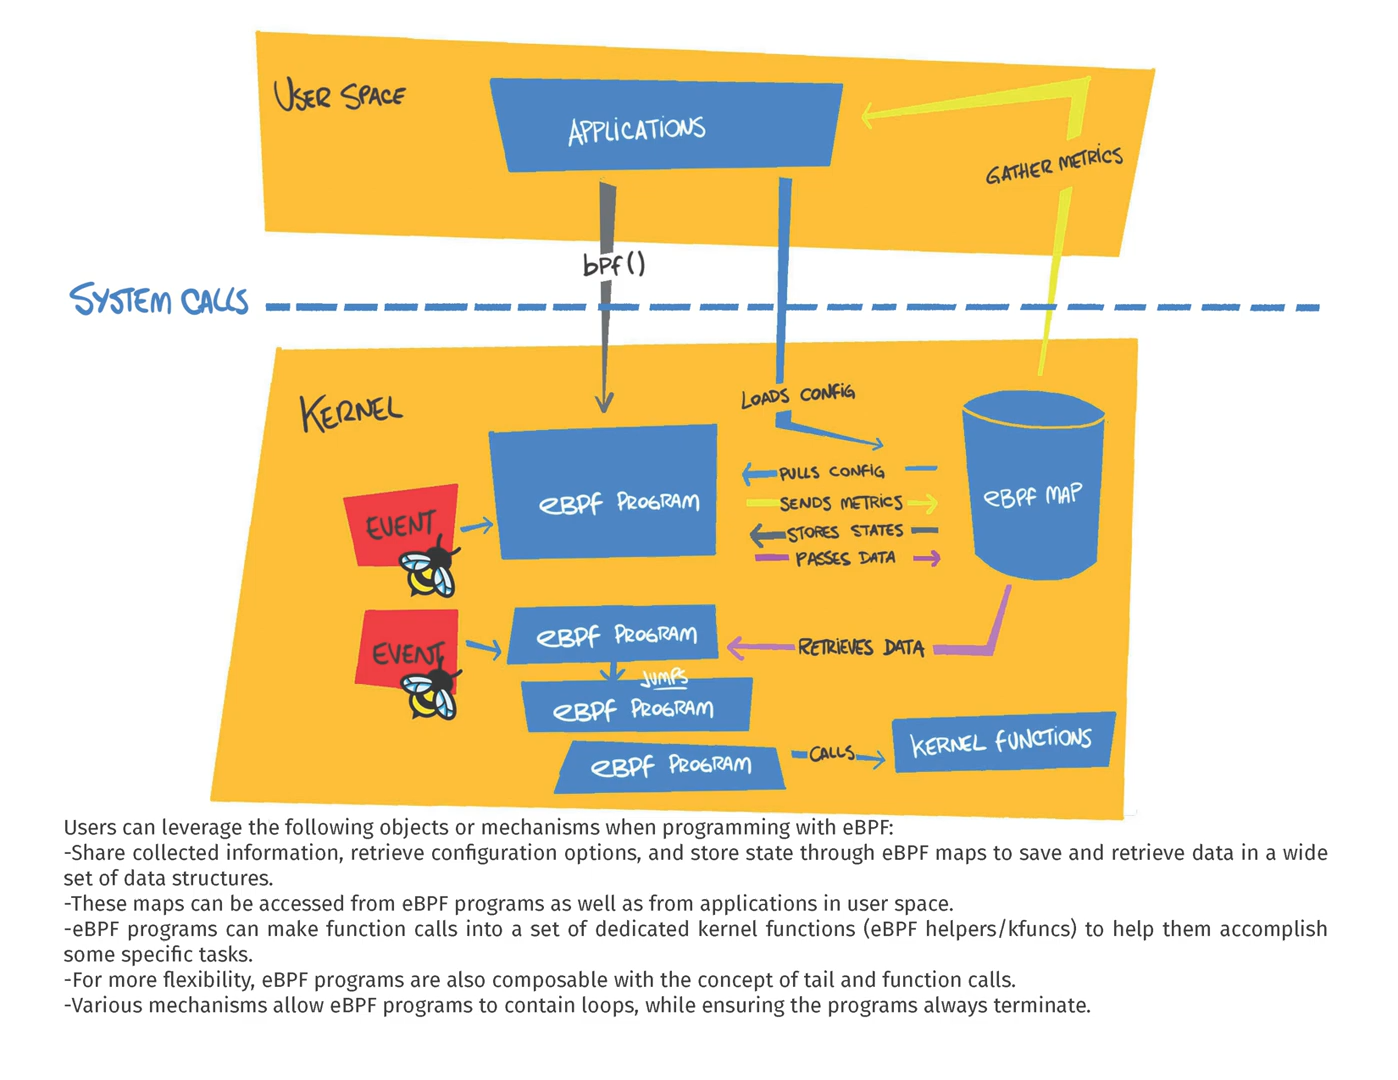 USER SPACE
APPLICATIONS
GATHER METRICS
bPf()
SYSTEM CALLS
LOADS CONFiG
KERNEL
PULLS CONFIG
eBPf PROGRAM
eBPf MAP
SENDS METRICS
EVENT
STORES STATES
PASSES DATA
EVENT
eBPf PROGRAM
RETRIEVES DATA
JUMPS
eBPf PROGRAM
KERNEL fUNCTIONS
eBPf PROGRAM
CALLS
Users can leverage the following objects or mechanisms when programming with eBPF:
-Share collected information, retrieve configuration options, and store state through eBPF maps to save and retrieve data in a wide
set of data structures.
-These maps can be accessed from eBPF programs as well as from applications in user space.
-eBPF programs can make function calls into a set of dedicated kernel functions (eBPF helpers/kfuncs) to help them accomplish
some specific tasks.
-For more flexibility, eBPF programs are also composable with the concept of tail and function calls.
-Various mechanisms allow eBPF programs to contain loops, while ensuring the programs always terminate.